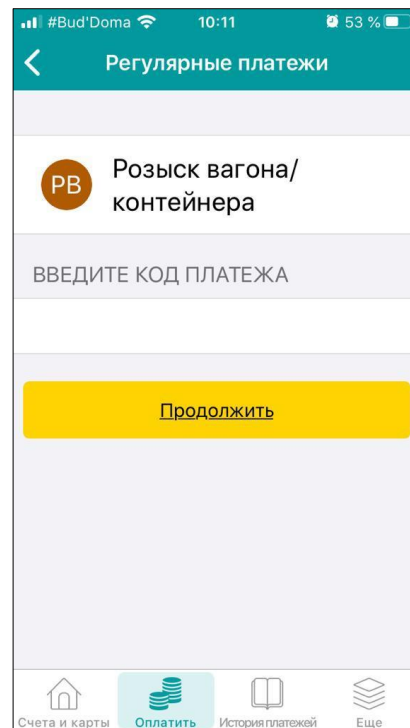 #Bud'Doma 10:11 53 %
Регулярные платежи
РВ
Розыск вагона/
контейнера
ВВЕДИТЕ КОД ПЛАТЕЖА
Продолжить
Счета и карты Оплатить История платежей Еще